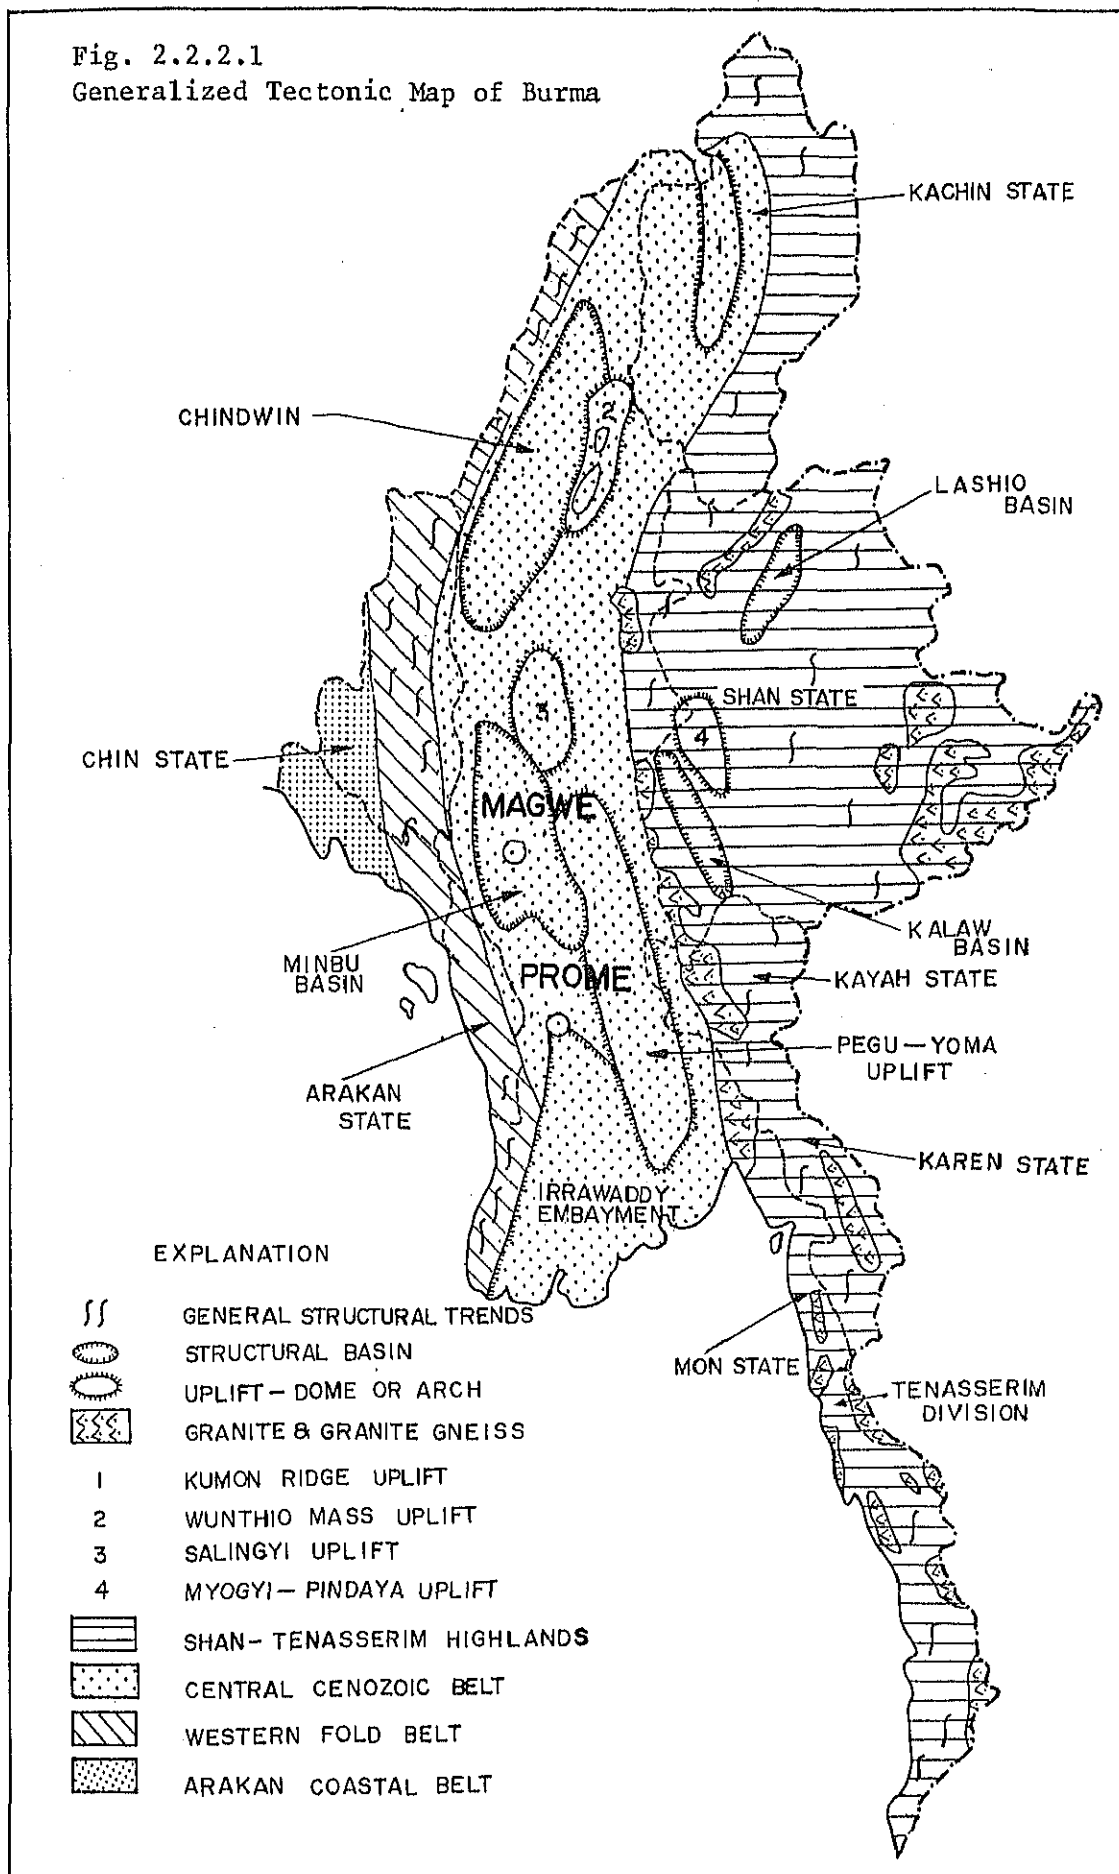 Fig. 2.2.2.1
Generalized Tectonic Map of Burma
KACHIN STATE
1
CHINDWIN
2
LASHIO
BASIN
SHAN STATE
3
4
CHIN STATE
MAGWE
KALAW
BASIN
MINBU
BASIN
PROME
KAYAH STATE
PEGU-YOMA
UPLIFT
ARAKAN
STATE
KAREN STATE
IRRAWADDY
EMBAYMENT
MON STATE
TENASSERIM
DIVISION
EXPLANATION
GENERAL STRUCTURAL TRENDS
STRUCTURAL BASIN
UPLIFT-DOME OR ARCH
GRANITE & GRANITE GNEISS
1 KUMON RIDGE UPLIFT
2 WUNTHIO MASS UPLIFT
3 SALINGYI UPLIFT
4 MYOGYI-PINDAYA UPLIFT
SHAN-TENASSERIM HIGHLANDS
CENTRAL CENOZOIC BELT
WESTERN FOLD BELT
ARAKAN COASTAL BELT